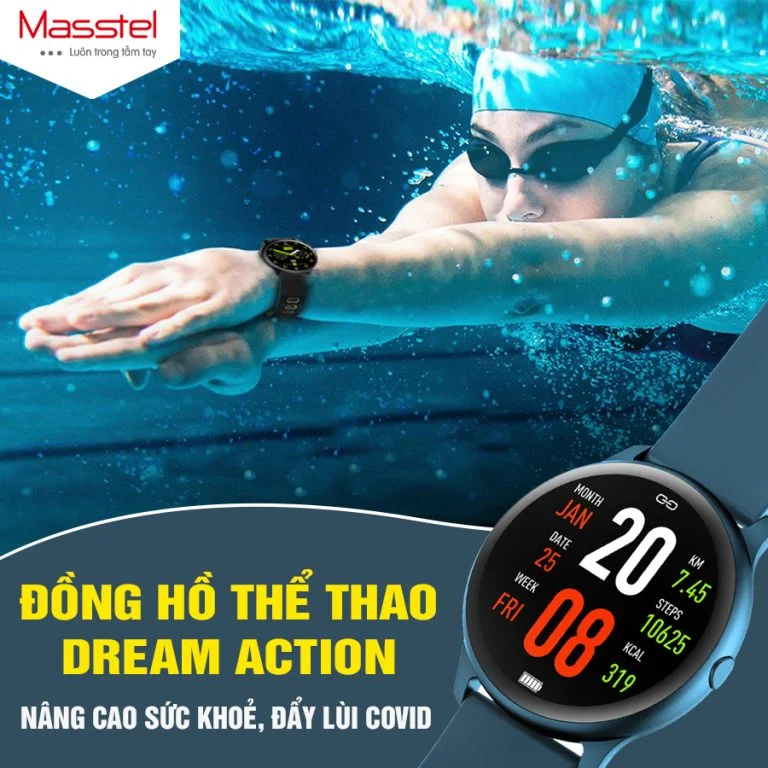 Masstel
Luôn trong tầm tay
MONTH
JAN
20
DATE
25
KM
7.45
WEEK
FRI
08
STEPS
10625
KCAL
319
ĐỒNG HỒ THỂ THAO
DREAM ACTION
NÂNG CAO SỨC KHOẺ, ĐẨY LÙI COVID